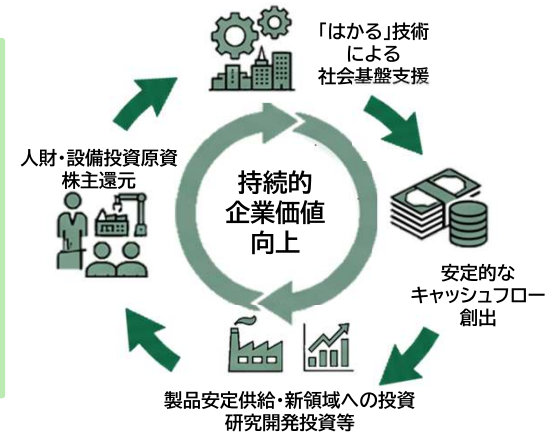 「はかる」技術
による
社会基盤支援
人財・設備投資原資
株主還元
持続的
企業価値
向上
安定的な
キャッシュフロー
創出
製品安定供給・新領域への投資
研究開発投資等